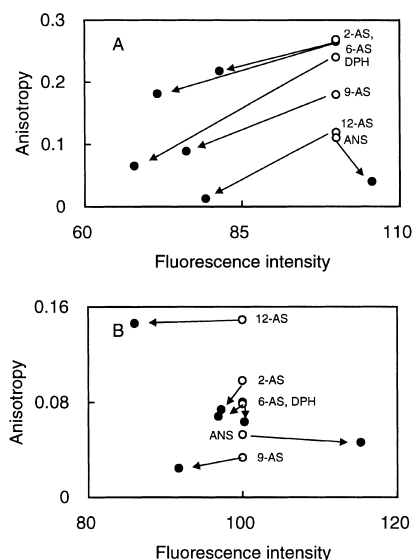 0.3
A
2-AS,
6-AS
DPH
0.2
9-AS
Anisotropy
0.1
12-AS
ANS
0
60
85
110
Fluorescence intensity
0.16
B
12-AS
2-AS
Anisotropy
0.08
6-AS, DPH
ANS
9-AS
0
80
100
120
Fluorescence intensity